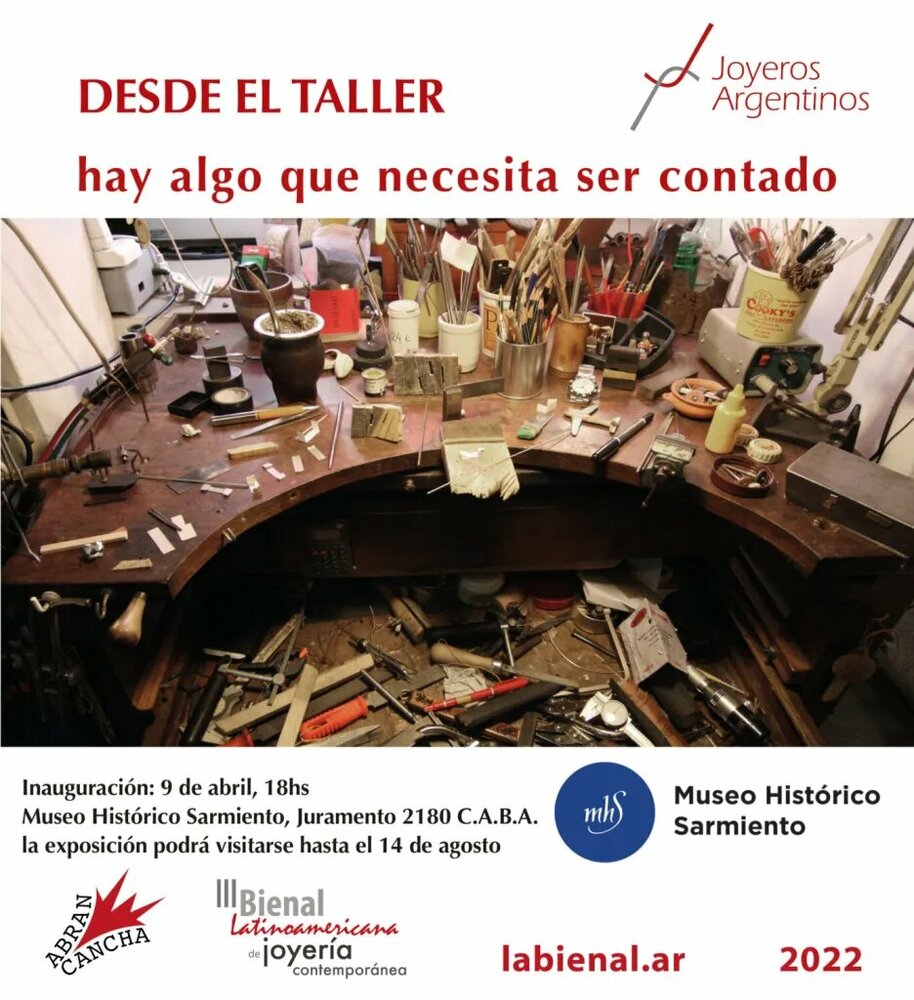 DESDE EL TALLER
Joyeros
Argentinos
hay algo que necesita ser contado
COOKY'S
Inauguración: 9 de abril, 18hs
Museo Histórico Sarmiento, Juramento 2180 C.A.B.A.
la exposición podrá visitarse hasta el 14 de agosto
mhS
Museo Histórico
Sarmiento
ABRAN
CANCHA
III Bienal
Latinoamericana
de joyería
contemporánea
labienal.ar
2022